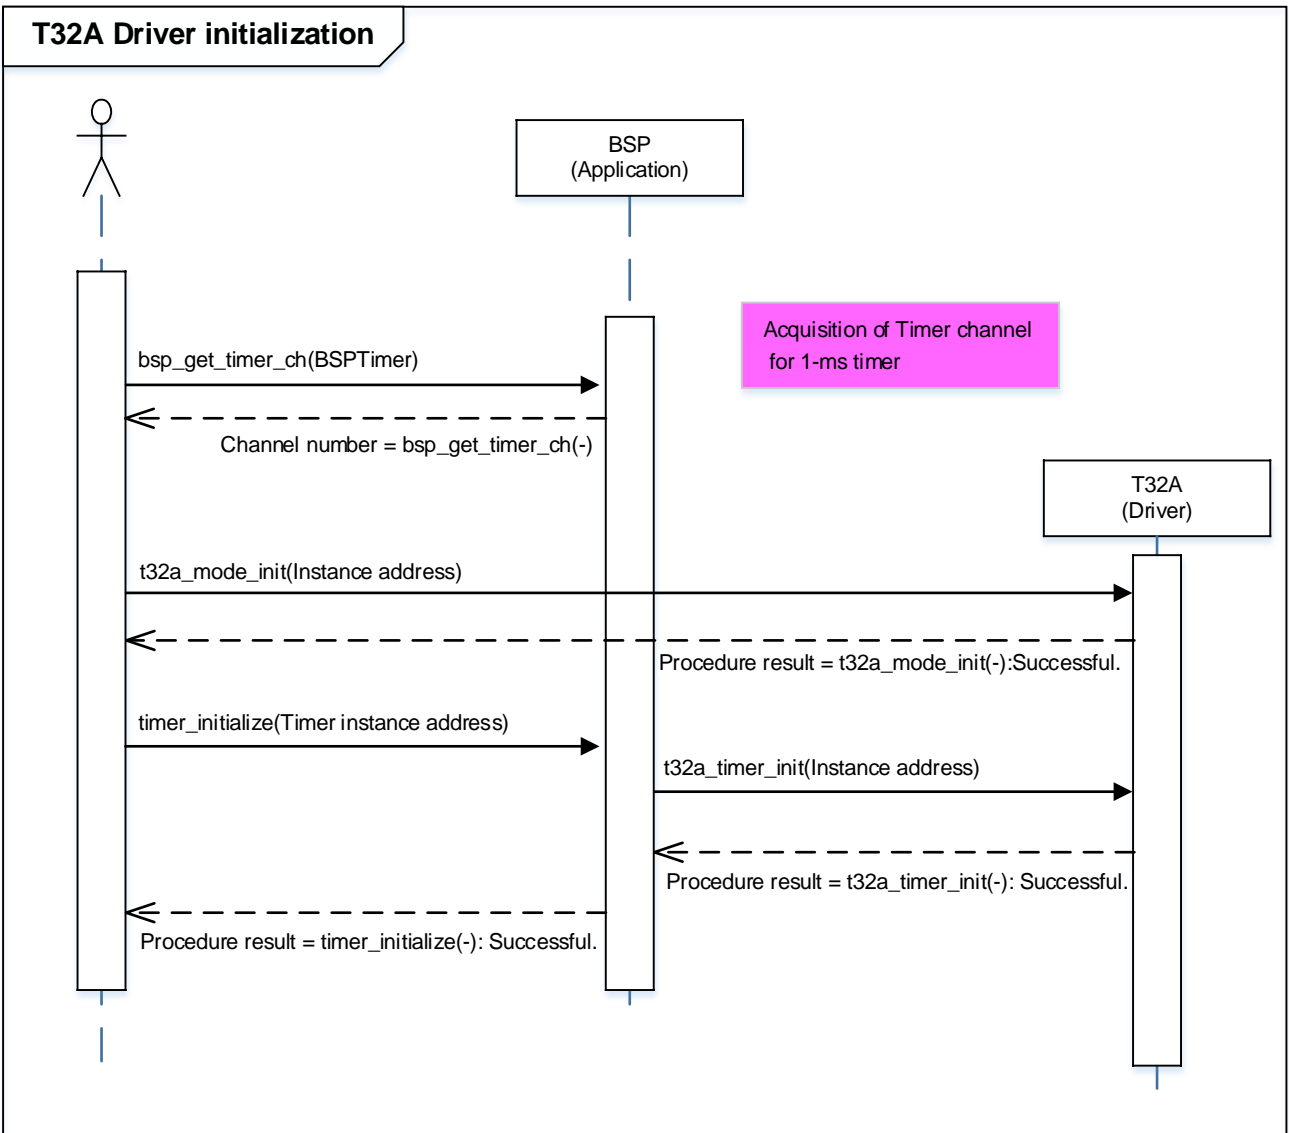 T32A Driver initialization
BSP
(Application)
Acquisition of Timer channel
for 1-ms timer
bsp_get_timer_ch(BSPTimer)
Channel number = bsp_get_timer_ch(-)
T32A
(Driver)
t32a_mode_init(Instance address)
Procedure result = t32a_mode_init(-):Successful.
timer_initialize(Timer instance address)
t32a_timer_init(Instance address)
Procedure result = t32a_timer_init(-): Successful.
Procedure result = timer_initialize(-): Successful.